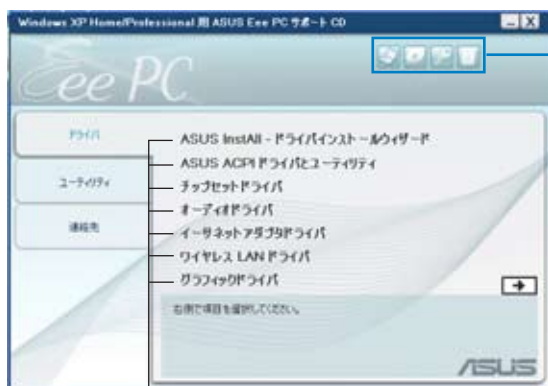 Windows XP Home/Professional 用 ASUS Eee PC サポート CD
Eee PC
ドライバ
ユーティリティ
連絡先
ASUS InstAll - ドライバインストールウィザード
ASUS ACPI ドライバとユーティリティ
チップセットドライバ
オーディオドライバ
イーサネットアダプタドライバ
ワイヤレス LAN ドライバ
グラフィックドライバ
右側で項目を選択してください。
ASUS